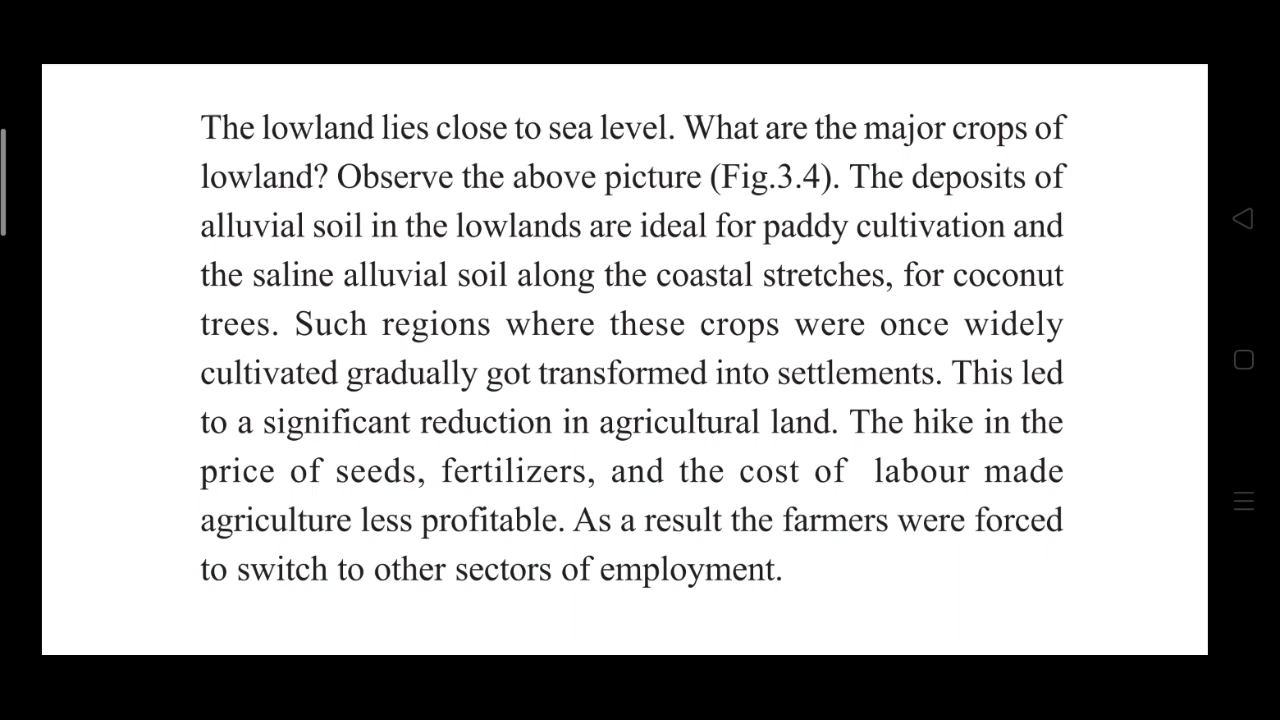 The lowland lies close to sea level. What are the major crops of
lowland? Observe the above picture (Fig.3.4). The deposits of
alluvial soil in the lowlands are ideal for paddy cultivation and
the saline alluvial soil along the coastal stretches, for coconut
trees. Such regions where these crops were once widely
cultivated gradually got transformed into settlements. This led
to a significant reduction in agricultural land. The hike in the
price of seeds, fertilizers, and the cost of labour made
agriculture less profitable. As a result the farmers were forced
to switch to other sectors of employment.